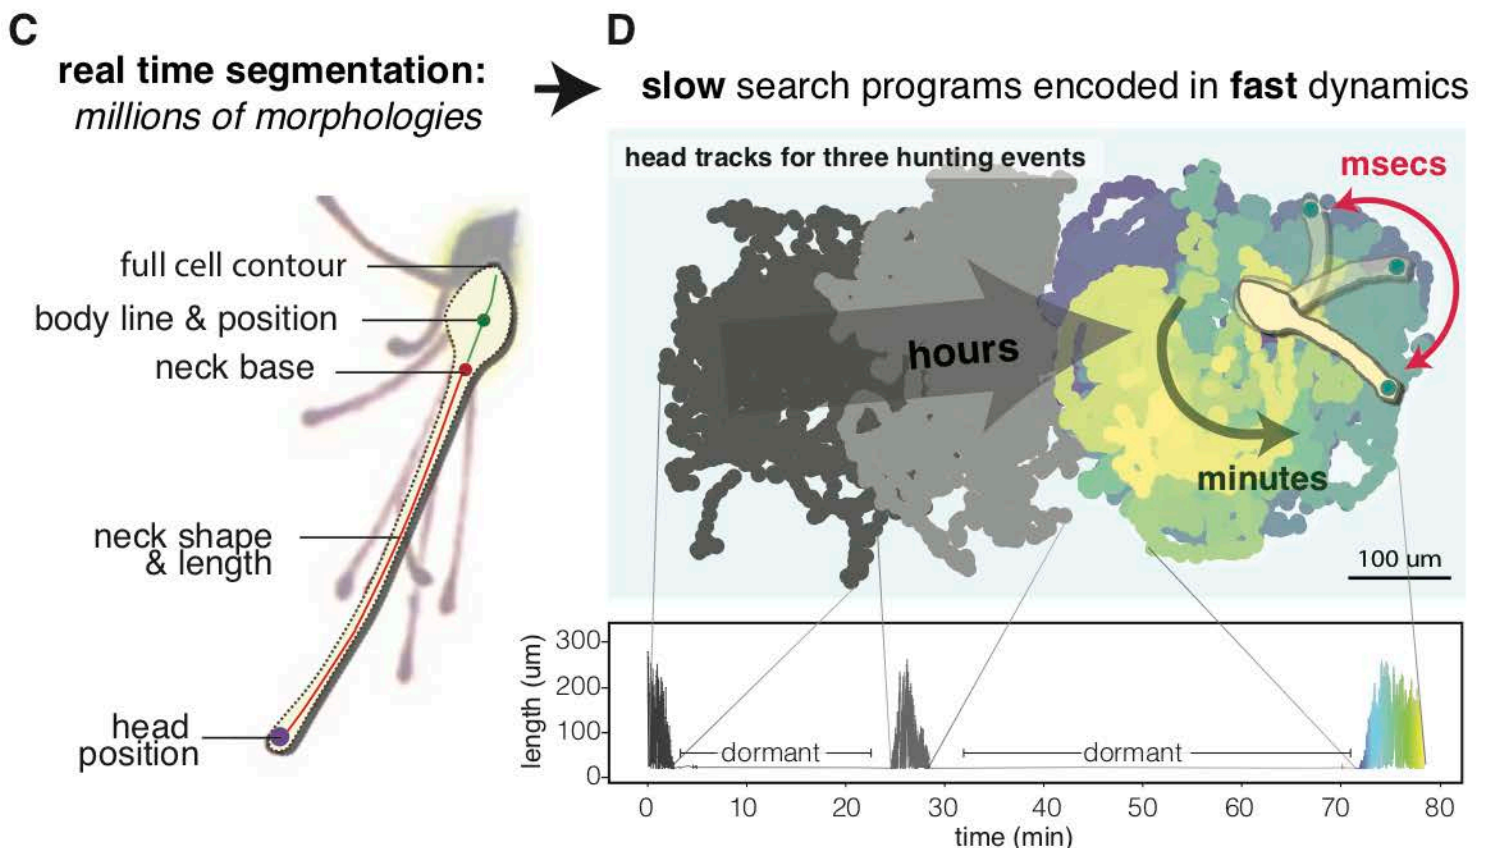 C
real time segmentation:
millions of morphologies
full cell contour
body line & position
neck base
neck shape
& length
head
position
D
slow search programs encoded in fast dynamics
head tracks for three hunting events
msecs
hours
minutes
100 um
length (um)
300
200
100
0
dormant
dormant
0 10 20 30 40 50 60 70 80
time (min)